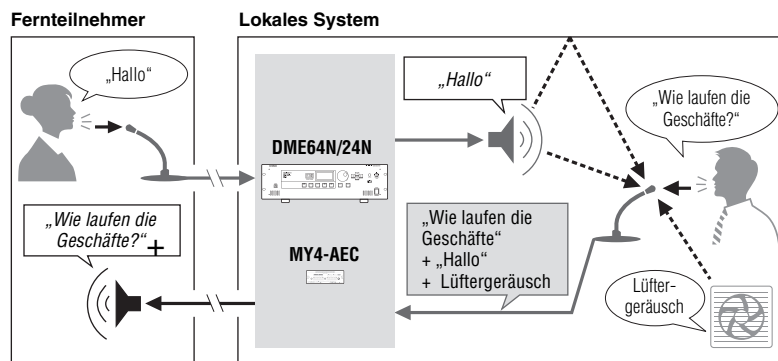 Fernteilnehmer
Lokales System
„Hallo“
„Hallo“
„Wie laufen die
Geschäfte?“
DME64N/24N
„Wie laufen die
Geschäfte?“
+
MY4-AEC
„Wie laufen die
Geschäfte“
+ „Hallo“
+ Lüftergeräusch
Lüfter-
geräusch